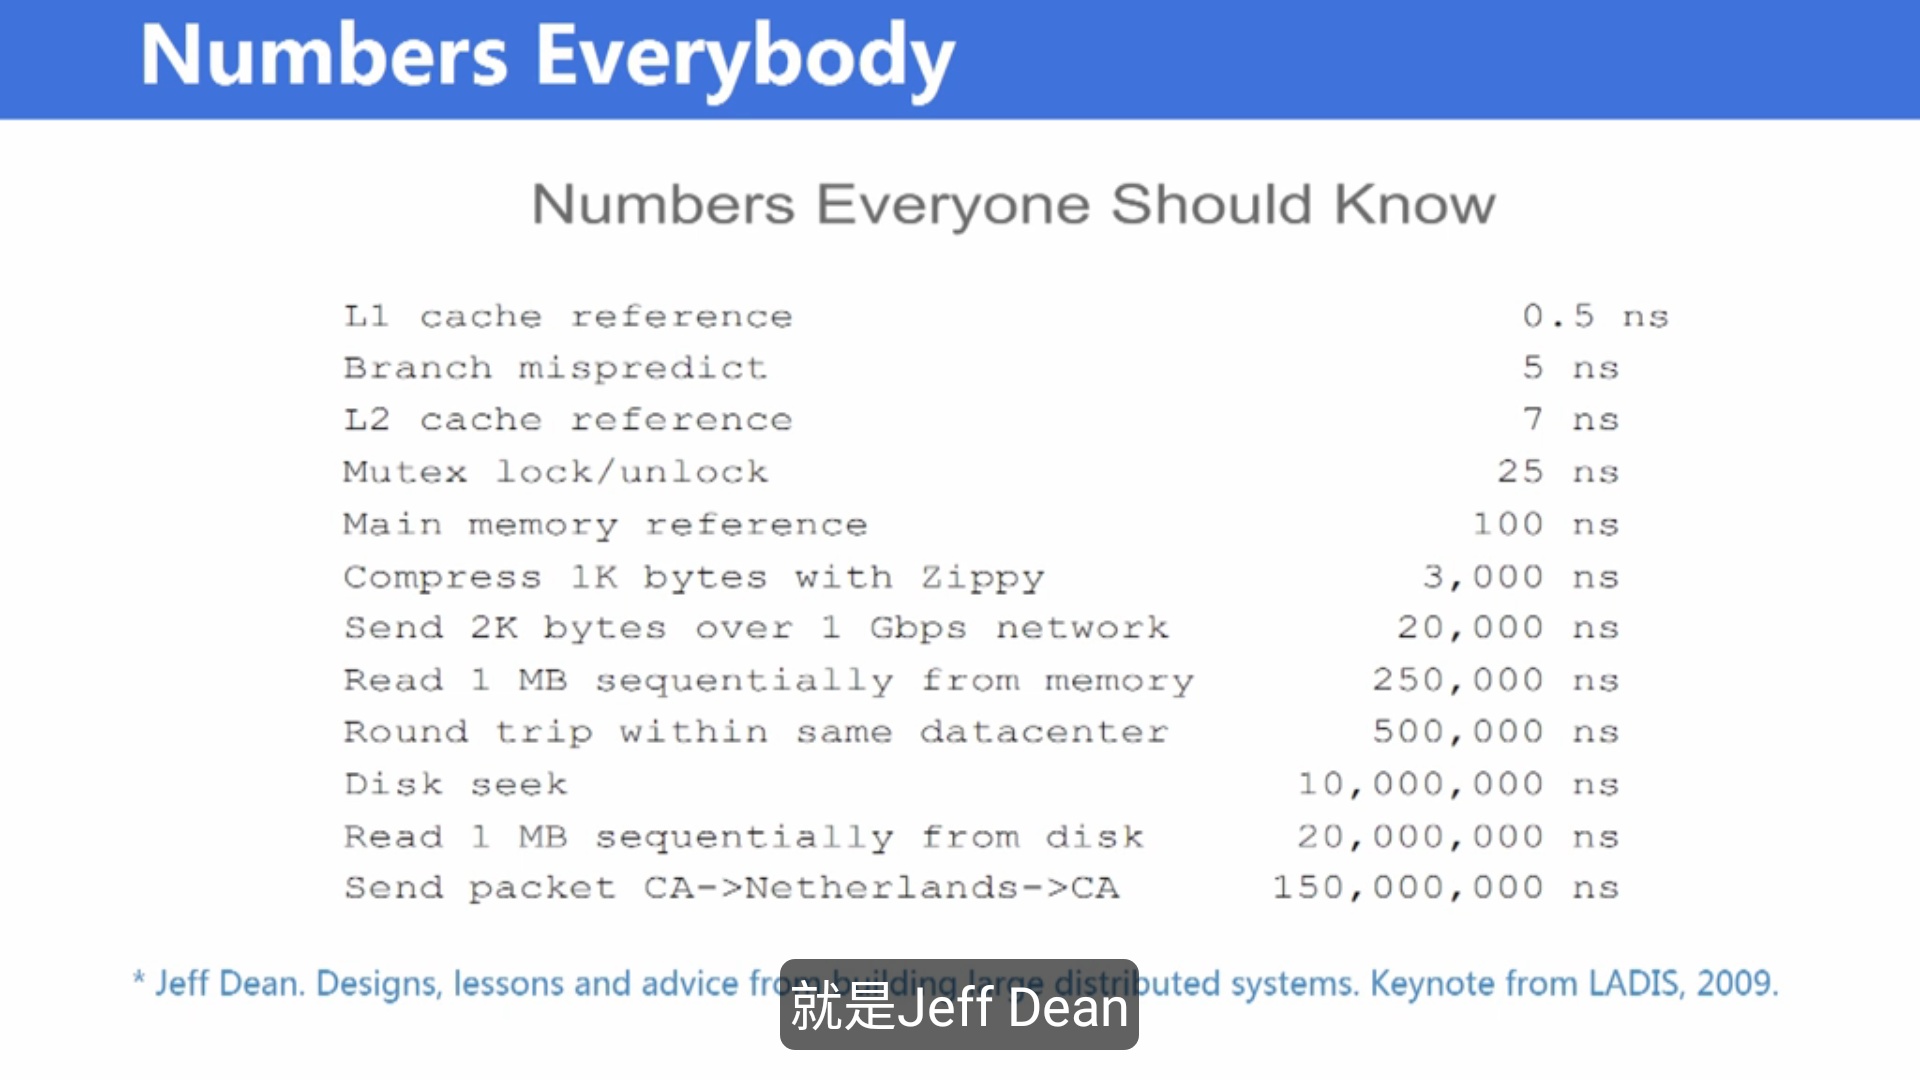 Numbers Everybody
Numbers Everyone Should Know
L1 cache reference 0.5 ns
Branch mispredict 5 ns
L2 cache reference 7 ns
Mutex lock/unlock 25 ns
Main memory reference 100 ns
Compress 1K bytes with Zippy 3,000 ns
Send 2K bytes over 1 Gbps network 20,000 ns
Read 1 MB sequentially from memory 250,000 ns
Round trip within same datacenter 500,000 ns
Disk seek 10,000,000 ns
Read 1 MB sequentially from disk 20,000,000 ns
Send packet CA->Netherlands->CA 150,000,000 ns
* Jeff Dean. Designs, lessons and advice from building large distributed systems. Keynote from LADIS, 2009.
就是Jeff Dean